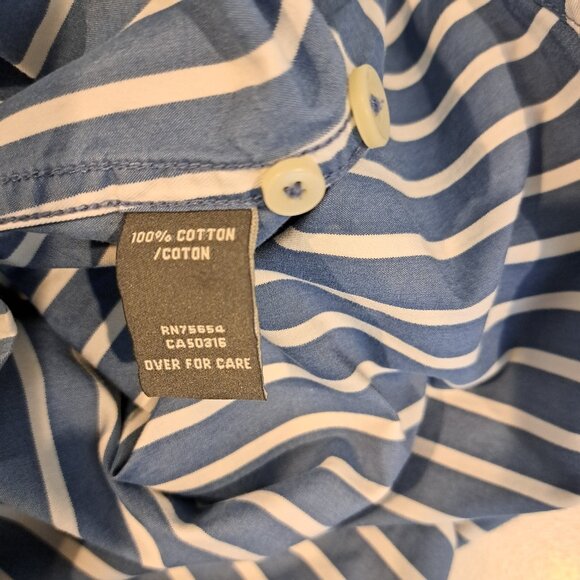 100% COTTON
/COTON
RN75654
CA50316
OVER FOR CARE